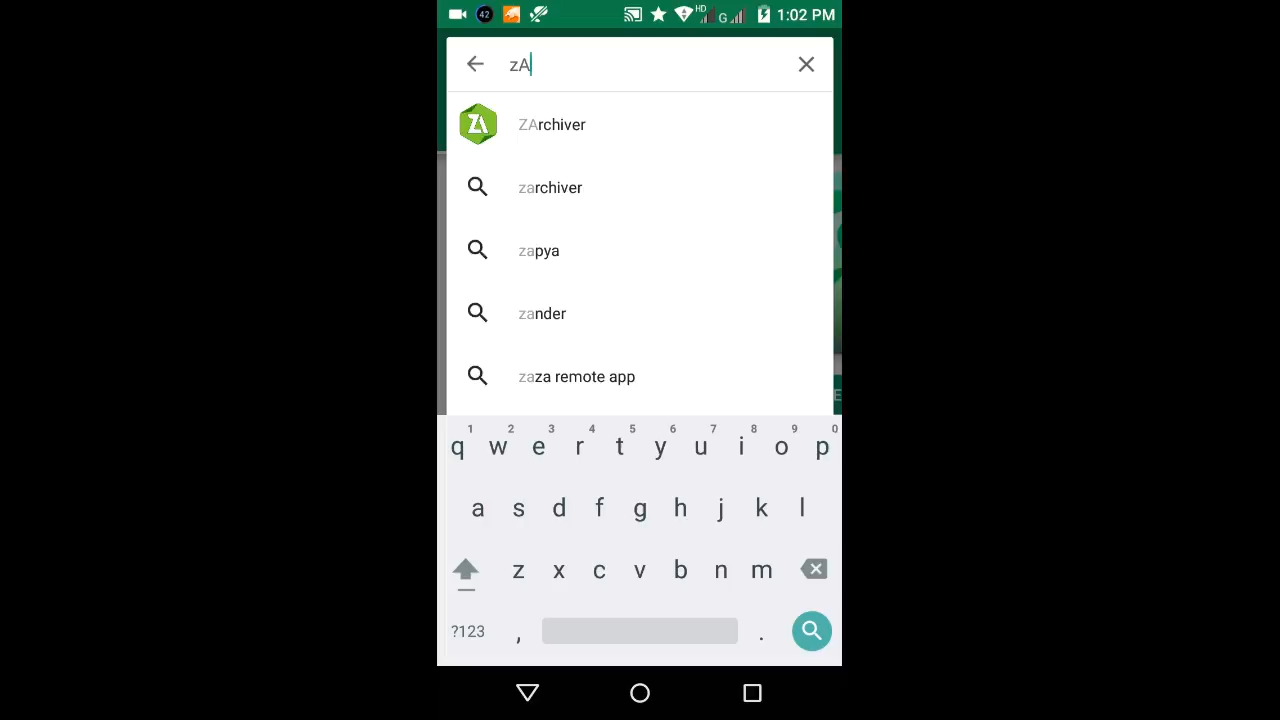 42 HD G 1:02 PM
zA
ZA ZArchiver
zarchiver
zapya
zander
zaza remote app
E
1 2 3 4 5 6 7 8 9 0
q w e r t y u i o p
a s d f g h j k l
z x c v b n m
?123 , .